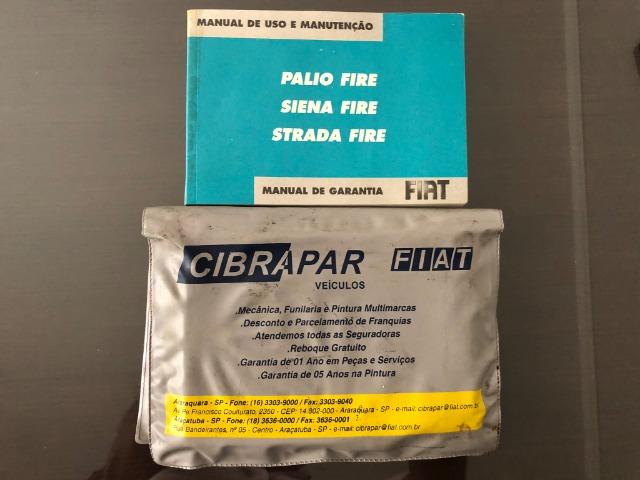 MANUAL DE USO E MANUTENÇÃO
PALIO FIRE
SIENA FIRE
STRADA FIRE
MANUAL DE GARANTIA FIAT
CIBRAPAR FIAT
VEÍCULOS
.Mecânica, Funilaria e Pintura Multimarcas
.Desconto e Parcelamento de Franquias
.Atendemos todas as Seguradoras
.Reboque Gratuito
.Garantia de 01 Ano em Peças e Serviços
.Garantia de 05 Anos na Pintura
Araraquara - SP - Fone: (16) 3303-9000 / Fax: 3303-9040
Av. Pe. Francisco Coulturato, 2350 - CEP: 14.802-000 - Araraquara - SP - e-mail: cibrapar@fiat.com.br
Araçatuba - SP - Fone: (18) 3636-0000 / Fax: 3636-0001
Rua Bandeirantes, nº 05 - Centro - Araçatuba - SP - e-mail: cibrapar@fiat.com.br